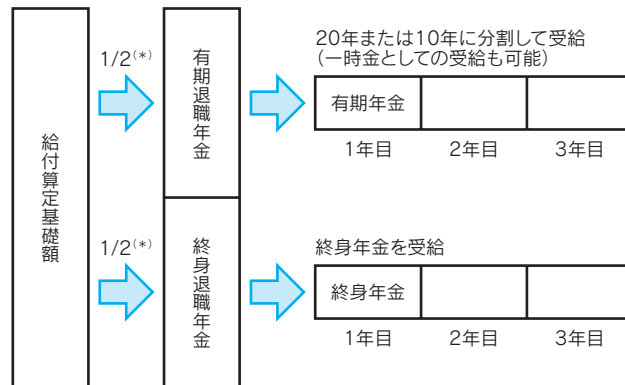 給付算定基礎額
1/2(*)
有期退職年金
20年または10年に分割して受給
(一時金としての受給も可能)
有期年金
1年目 2年目 3年目
1/2(*)
終身退職年金
終身年金を受給
終身年金
1年目 2年目 3年目